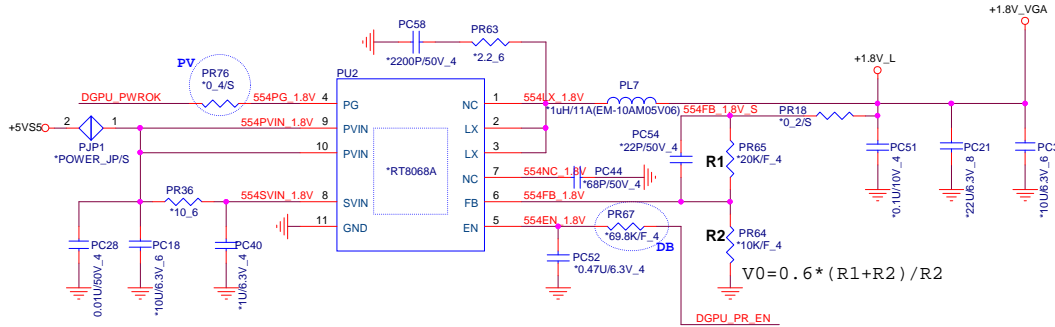 +1.8V_VGA
PC58
PR63
*2200P/50V_4
*2.2_6
+1.8V_L
PV
PR76
*0_4/S
PU2
DGPU_PWROK
554PG_1.8V
4
PG
NC
1
554LX_1.8V
PL7
*1uH/11A(EM-10AM05V06)
554FB_1.8V_S
PR18
*0_2/S
+5VS5
2
1
PJP1
*POWER_JP/S
554PVIN_1.8V
9
PVIN
LX
2
10
PVIN
LX
3
*RT8068A
PC54
*22P/50V_4
R1
PR65
*20K/F_4
PC51
*0.1U/10V_4
PC21
*22U/6.3V_8
PC3
*10U/6.3V_6
NC
7
554NC_1.8V
PC44
*68P/50V_4
PR36
*10_6
554SVIN_1.8V
8
SVIN
FB
6
554FB_1.8V
11
GND
EN
5
554EN_1.8V
PR67
*69.8K/F_4
DB
R2
PR64
*10K/F_4
PC28
0.01U/50V_4
PC18
*10U/6.3V_6
PC40
*1U/6.3V_4
PC52
*0.47U/6.3V_4
V0=0.6*(R1+R2)/R2
DGPU_PR_EN